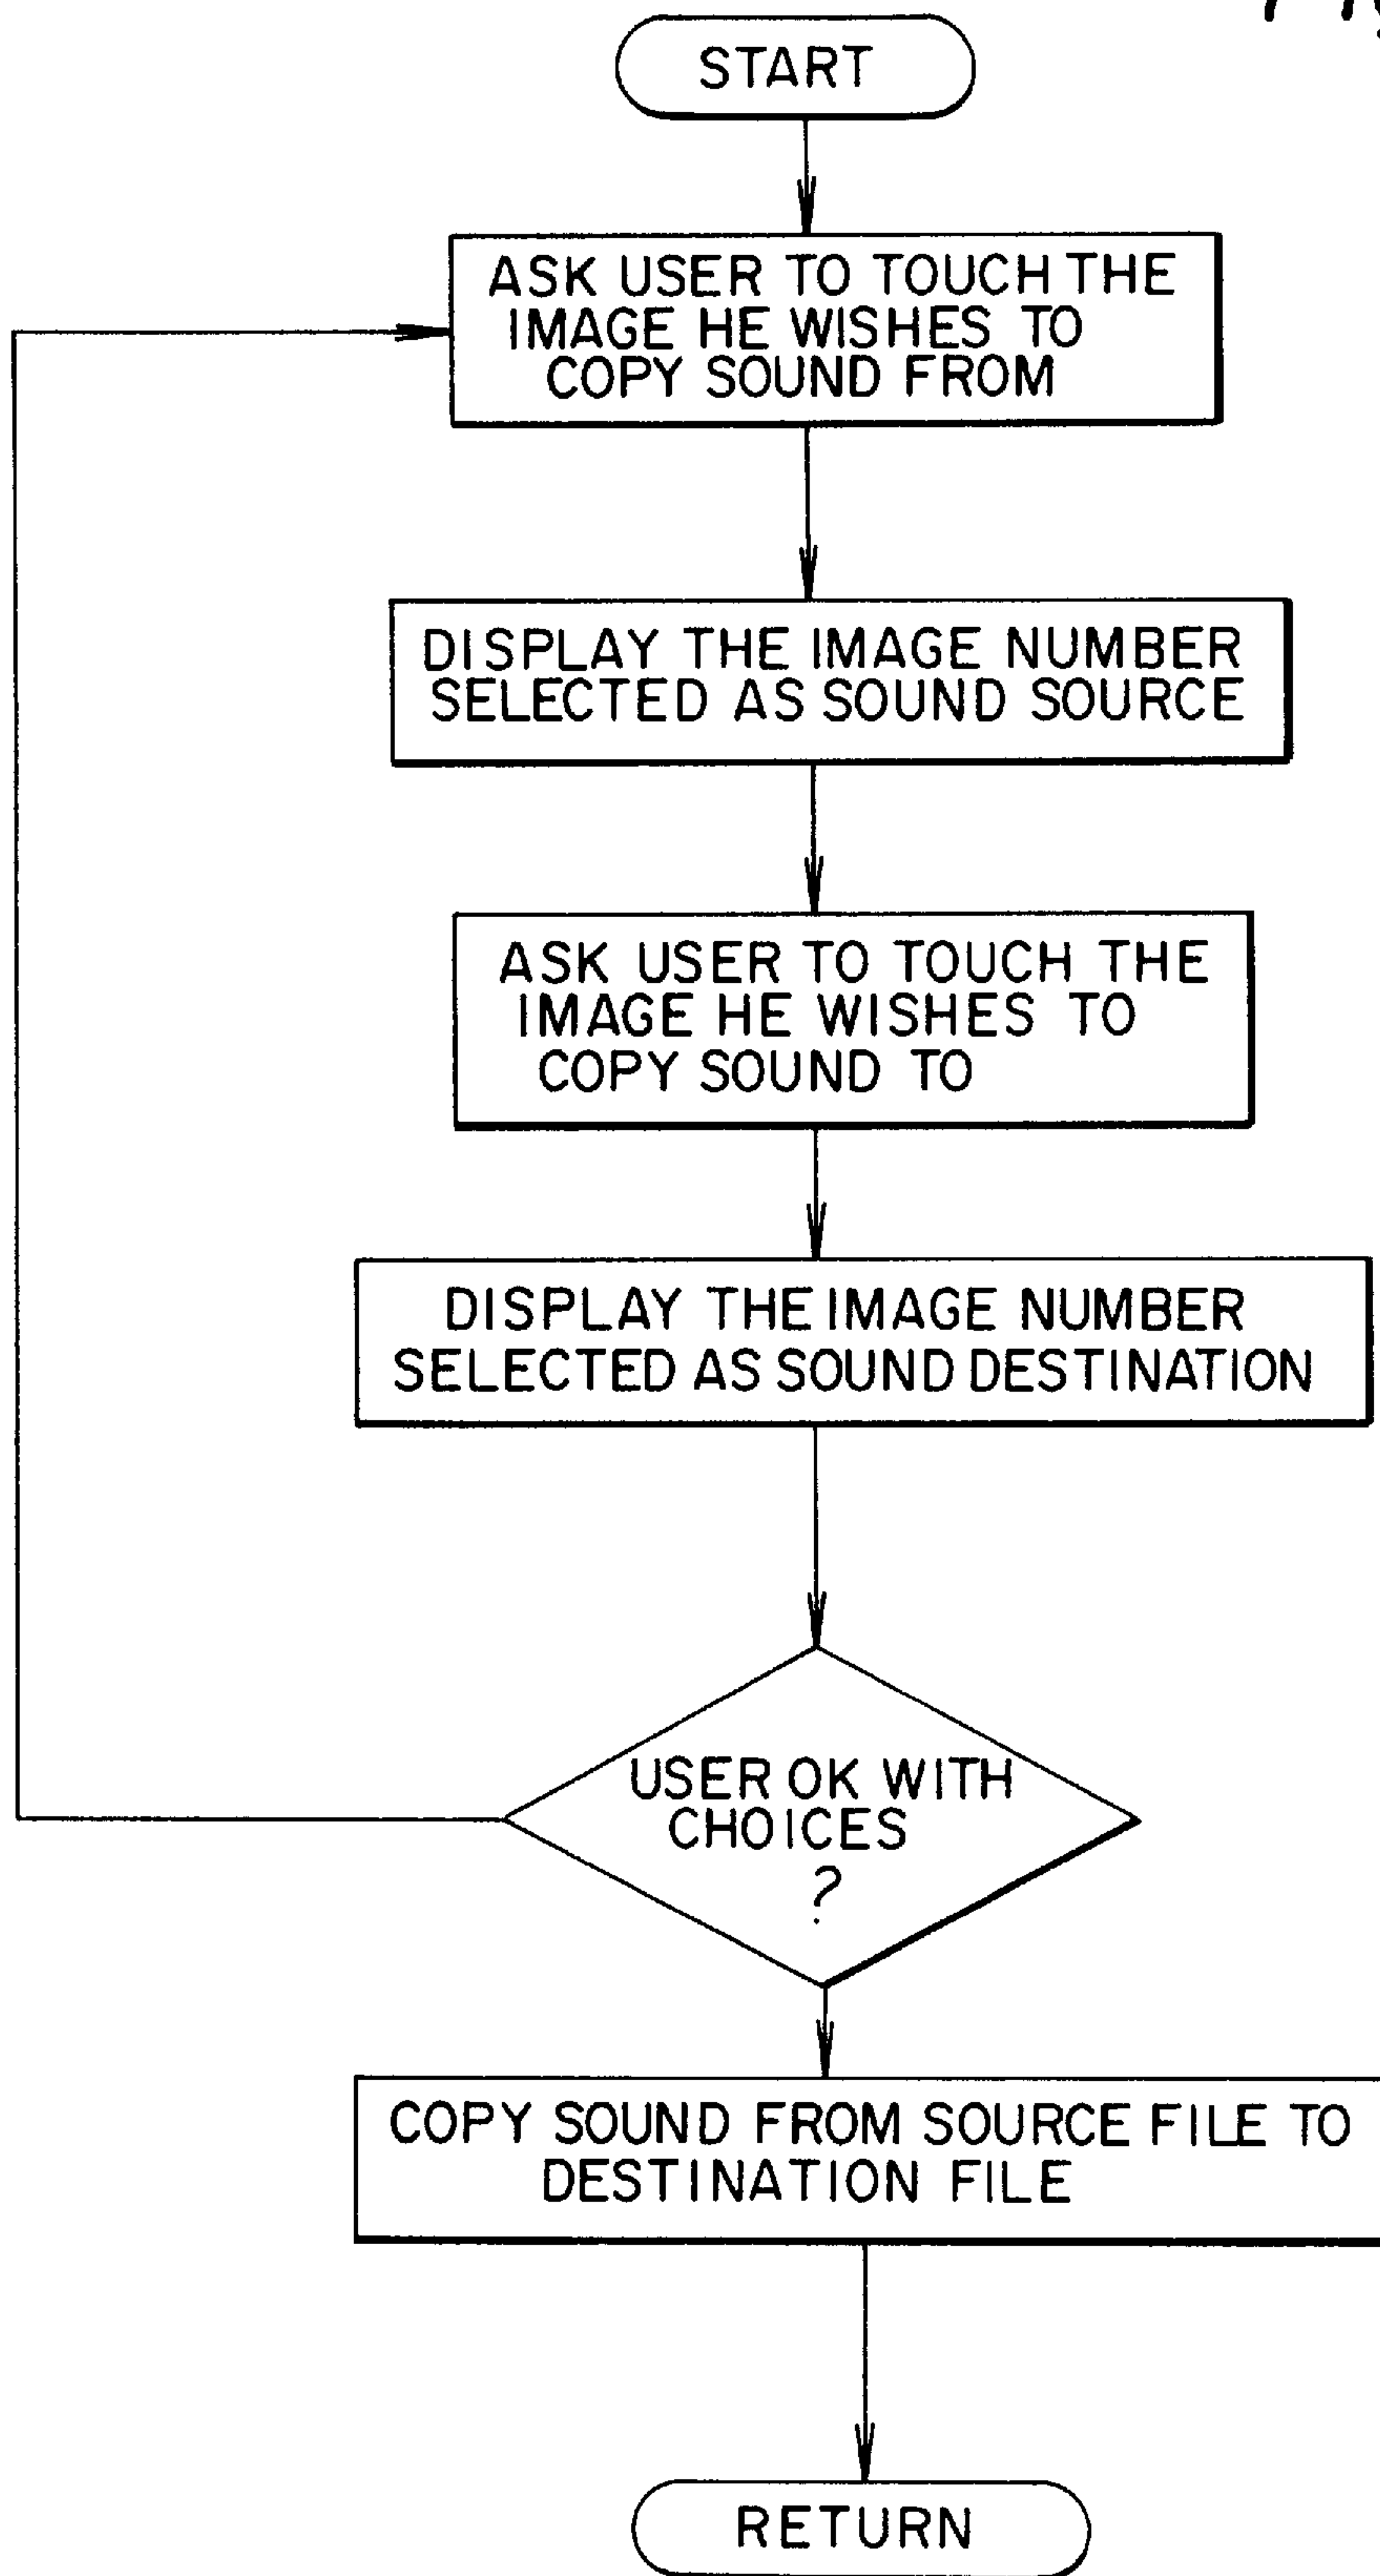 START
ASK USER TO TOUCH THE
IMAGE HE WISHES TO
COPY SOUND FROM
DISPLAY THE IMAGE NUMBER
SELECTED AS SOUND SOURCE
ASK USER TO TOUCH THE
IMAGE HE WISHES TO
COPY SOUND TO
DISPLAY THE IMAGE NUMBER
SELECTED AS SOUND DESTINATION
USER OK WITH
CHOICES
?
COPY SOUND FROM SOURCE FILE TO
DESTINATION FILE
RETURN